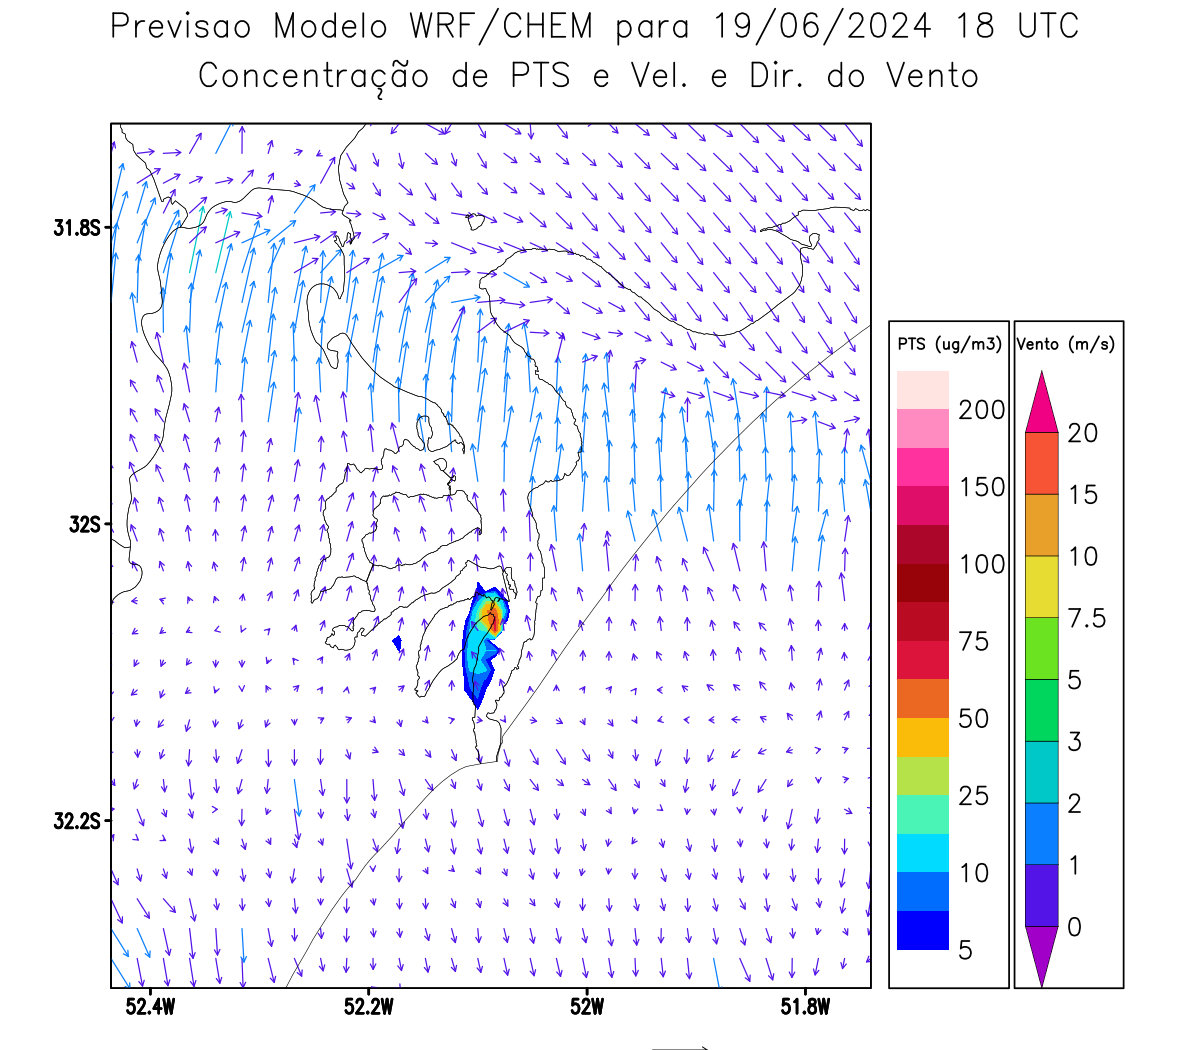 Previsao Modelo WRF/CHEM para 19/06/2024 18 UTC
Concentração de PTS e Vel. e Dir. do Vento
31.8S
32S
32.2S
52.4W 52.2W 52W 51.8W
PTS (ug/m3)
200
150
100
75
50
25
10
5
Vento (m/s)
20
15
10
7.5
5
3
2
1
0